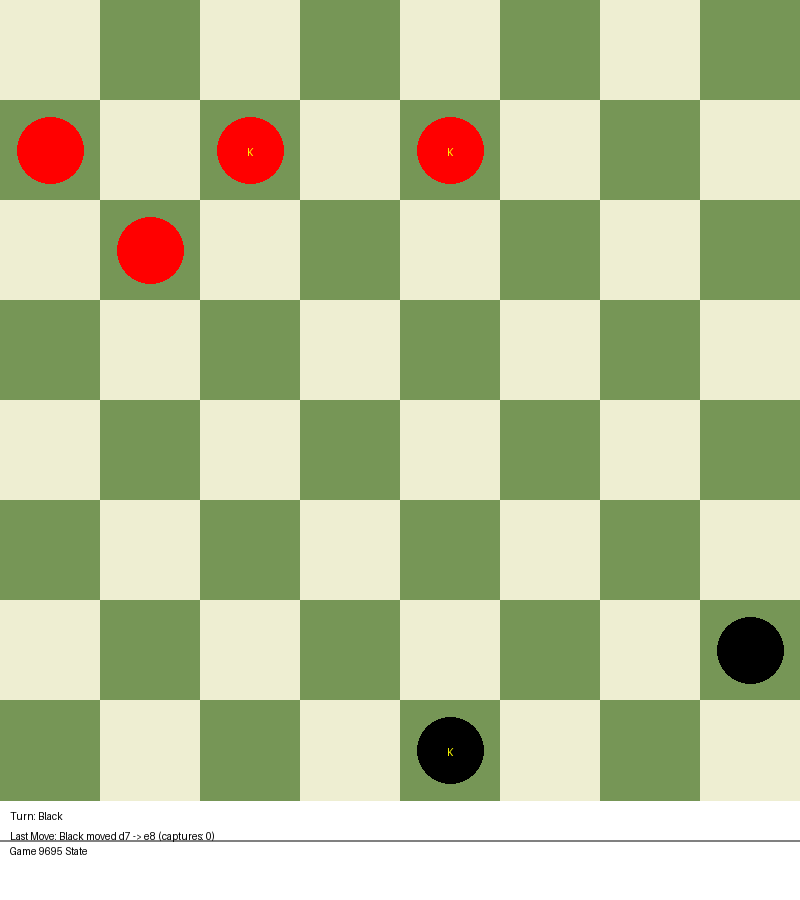 K
K
K
Turn: Black
Last Move: Black moved d7 -> e8 (captures: 0)
Game 9695 State